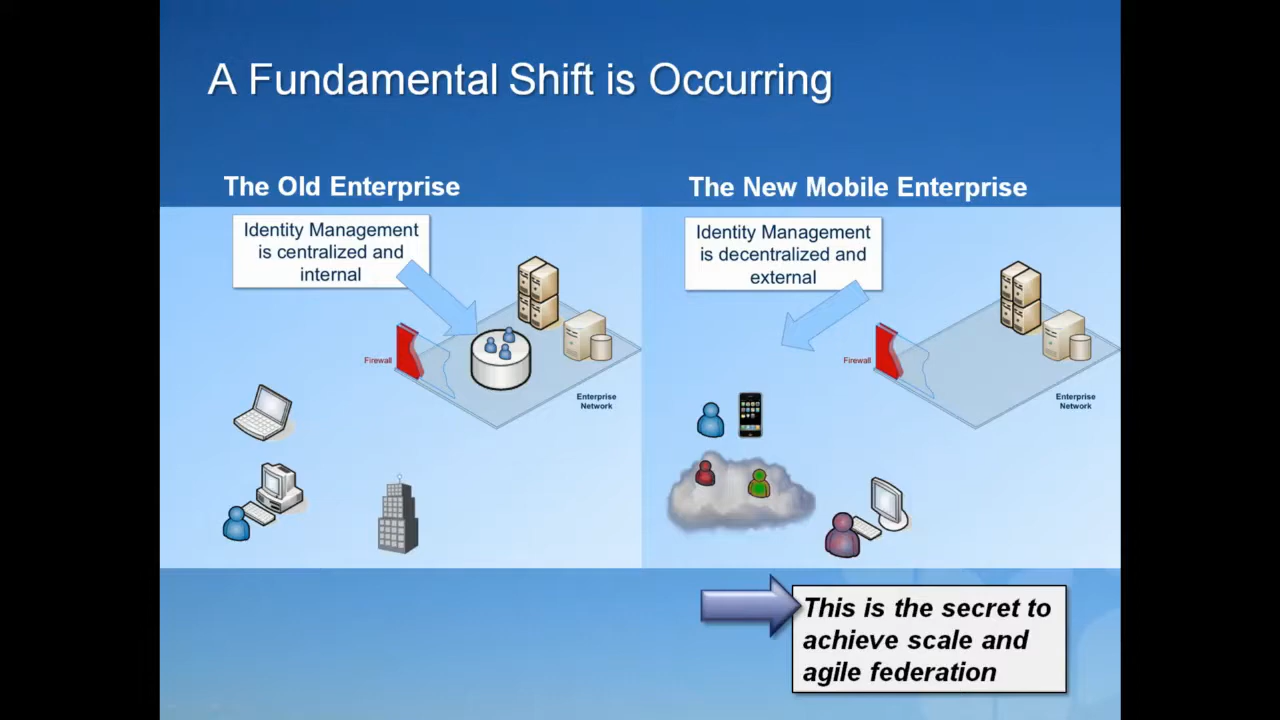 A Fundamental Shift is Occurring
The Old Enterprise
Identity Management
is centralized and
internal
Firewall
Enterprise
Network
The New Mobile Enterprise
Identity Management
is decentralized and
external
Firewall
Enterprise
Network
This is the secret to
achieve scale and
agile federation